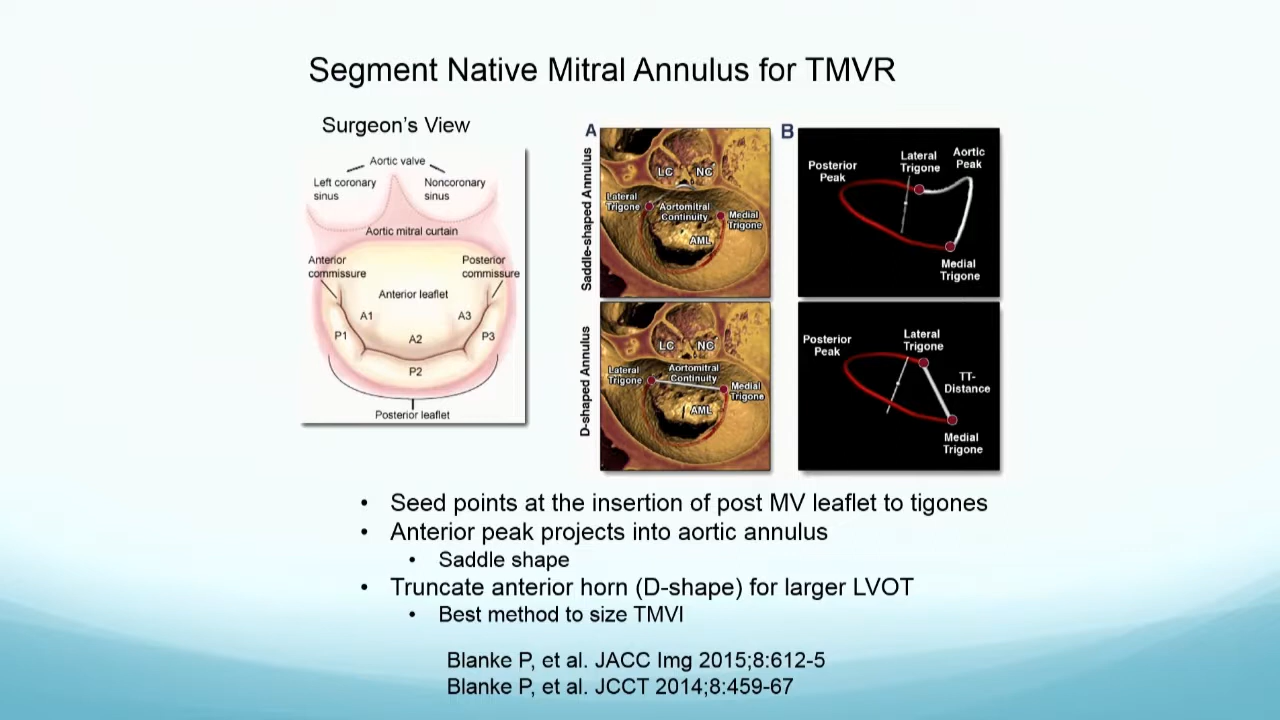 Segment Native Mitral Annulus for TMVR
Surgeon's View
Aortic valve
Left coronary
sinus
Noncoronary
sinus
Aortic mitral curtain
Anterior
commissure
Posterior
commissure
Anterior leaflet
A1
A3
P1
A2
P3
P2
Posterior leaflet
A
Saddle-shaped Annulus
LC
NC
Lateral
Trigone
Aortomitral
Continuity
Medial
Trigone
AML
D-shaped Annulus
LC
NC
Lateral
Trigone
Aortomitral
Continuity
Medial
Trigone
AML
B
Posterior
Peak
Lateral
Trigone
Aortic
Peak
Medial
Trigone
Posterior
Peak
Lateral
Trigone
TT-
Distance
Medial
Trigone
• Seed points at the insertion of post MV leaflet to tigones
• Anterior peak projects into aortic annulus
• Saddle shape
• Truncate anterior horn (D-shape) for larger LVOT
• Best method to size TMVI
Blanke P, et al. JACC Img 2015;8:612-5
Blanke P, et al. JCCT 2014;8:459-67